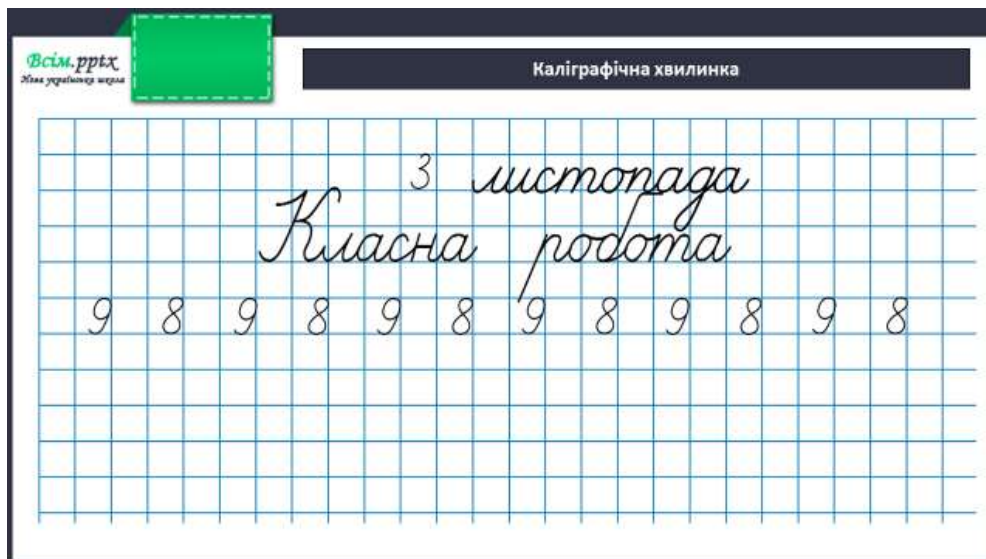 Всім.pptx
Нова українська школа
Каліграфічна хвилинка
3 листопада
Класна робота
9 8 9 8 9 8 9 8 9 8 9 8